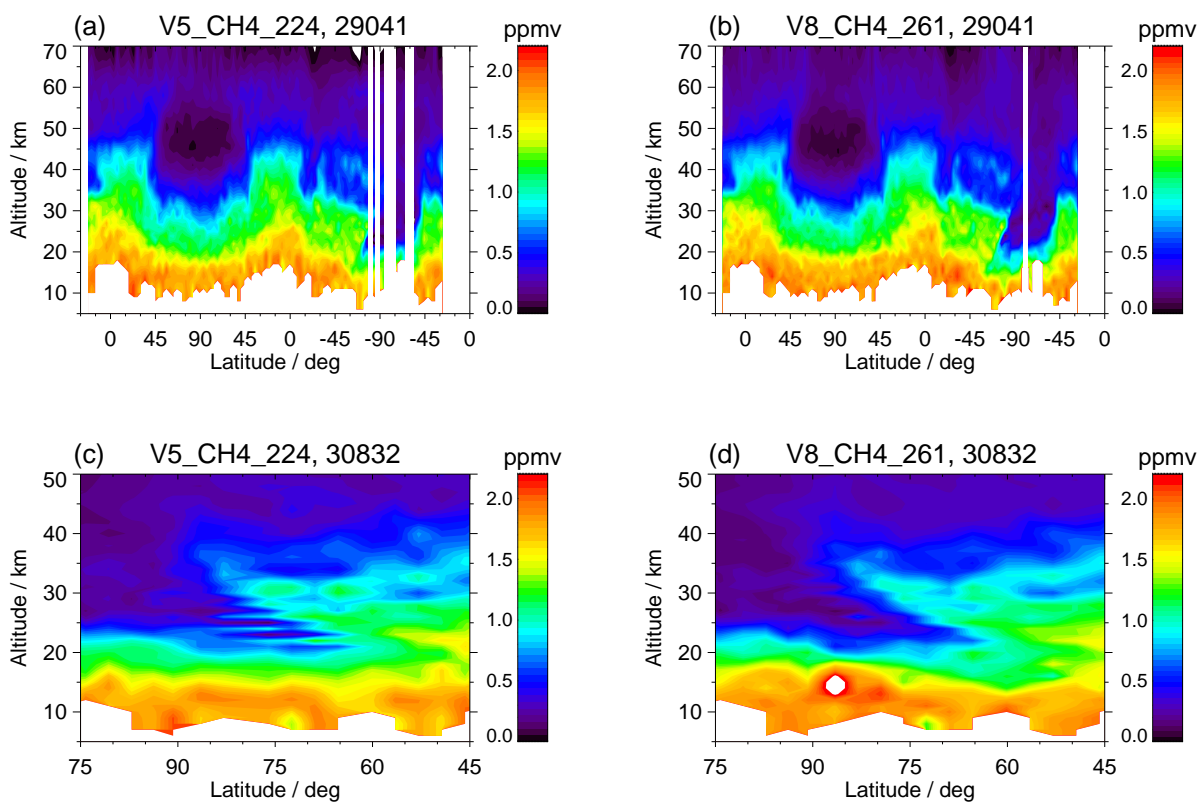 (a) V5_CH4_224, 29041 ppmv
70
60
50
40
30
20
10
Altitude / km
0 45 90 45 0 -45 -90 -45 0
Latitude / deg
2.0
1.5
1.0
0.5
0.0
(b) V8_CH4_261, 29041 ppmv
70
60
50
40
30
20
10
Altitude / km
0 45 90 45 0 -45 -90 -45 0
Latitude / deg
2.0
1.5
1.0
0.5
0.0
(c) V5_CH4_224, 30832 ppmv
50
40
30
20
10
Altitude / km
75 90 75 60 45
Latitude / deg
2.0
1.5
1.0
0.5
0.0
(d) V8_CH4_261, 30832 ppmv
50
40
30
20
10
Altitude / km
75 90 75 60 45
Latitude / deg
2.0
1.5
1.0
0.5
0.0